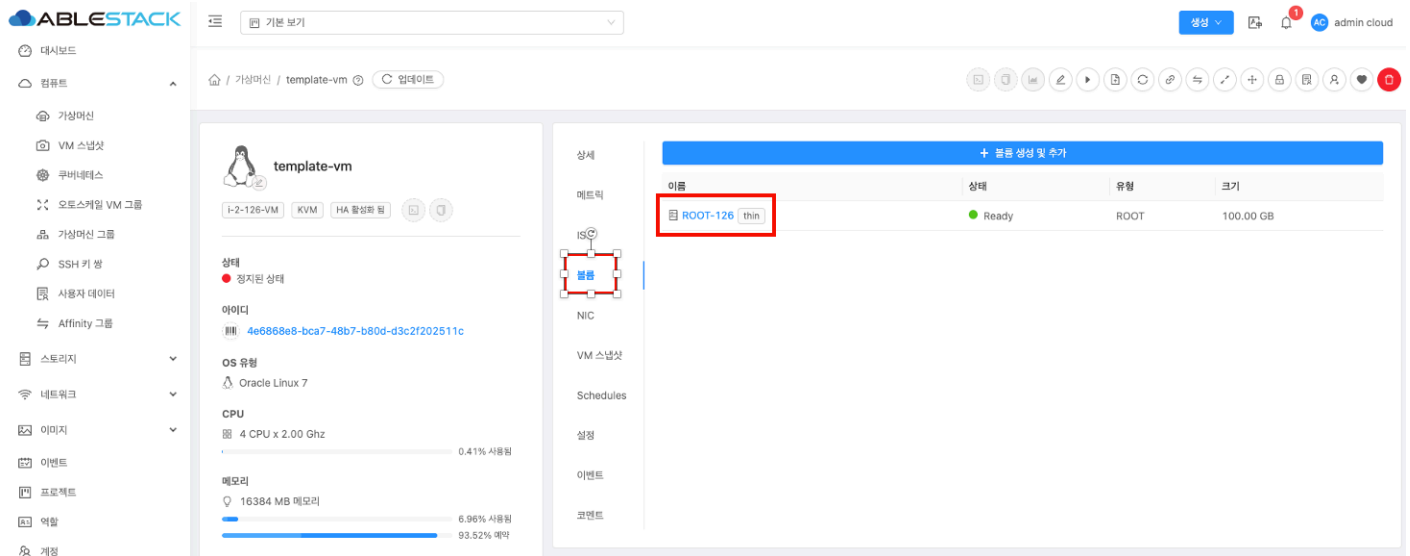 ABLESTACK
기본 보기
생성
1
AC
admin cloud
대시보드
컴퓨트
가상머신
VM 스냅샷
쿠버네테스
오토스케일 VM 그룹
가상머신 그룹
SSH 키 쌍
사용자 데이터
Affinity 그룹
스토리지
네트워크
이미지
이벤트
프로젝트
역할
계정
/ 가상머신 / template-vm
업데이트
template-vm
i-2-126-VM KVM HA 활성화 됨
상태
정지된 상태
아이디
4e6868e8-bca7-48b7-b80d-d3c2f202511c
OS 유형
Oracle Linux 7
CPU
4 CPU x 2.00 Ghz
0.41% 사용됨
메모리
16384 MB 메모리
6.96% 사용됨
93.52% 예약
상세
메트릭
IS
볼륨
NIC
VM 스냅샷
Schedules
설정
이벤트
코멘트
+ 볼륨 생성 및 추가
이름 상태 유형 크기
ROOT-126 thin Ready ROOT 100.00 GB